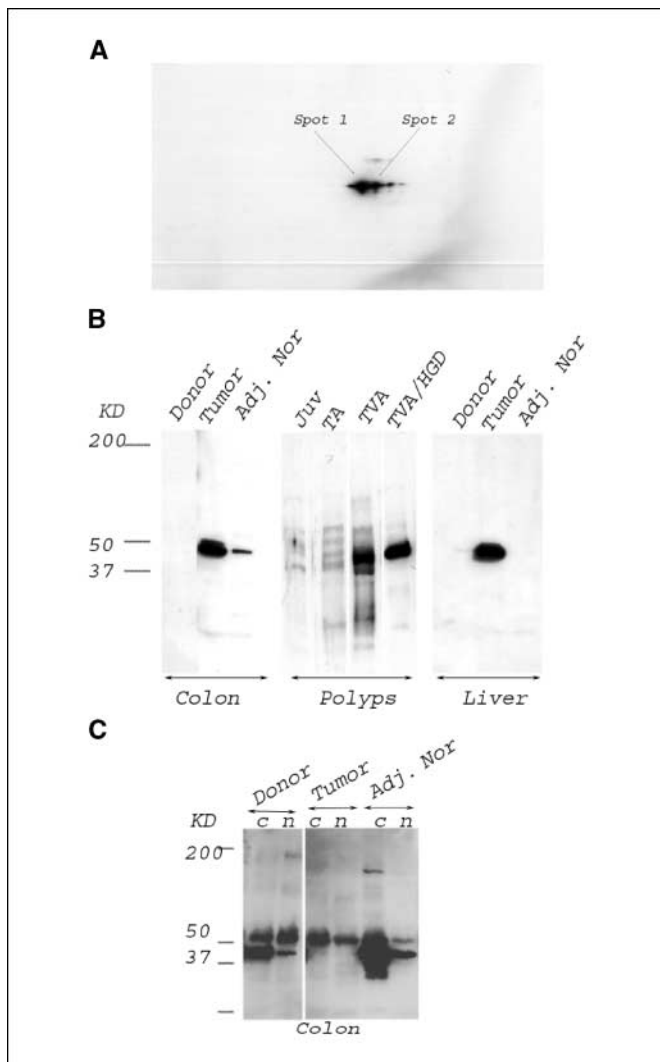 A
Spot 1 Spot 2
B
Donor Tumor Adj. Nor Juv TA TVA TVA/HGD Donor Tumor Adj. Nor
KD
200
50
37
Colon Polyps Liver
C
Donor Tumor Adj. Nor
KD c n c n c n
200
50
37
Colon